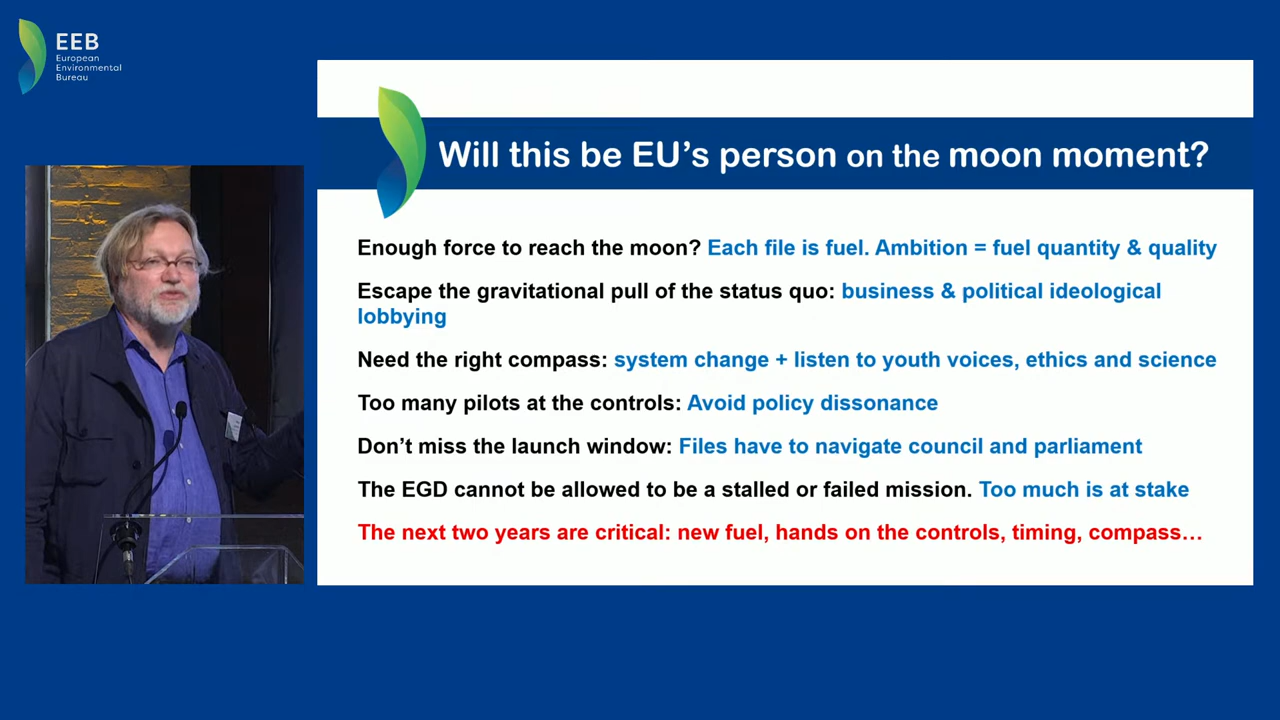 EEB
European
Environmental
Bureau
Will this be EU’s person on the moon moment?
Enough force to reach the moon? Each file is fuel. Ambition = fuel quantity & quality
Escape the gravitational pull of the status quo: business & political ideological
lobbying
Need the right compass: system change + listen to youth voices, ethics and science
Too many pilots at the controls: Avoid policy dissonance
Don’t miss the launch window: Files have to navigate council and parliament
The EGD cannot be allowed to be a stalled or failed mission. Too much is at stake
The next two years are critical: new fuel, hands on the controls, timing, compass…